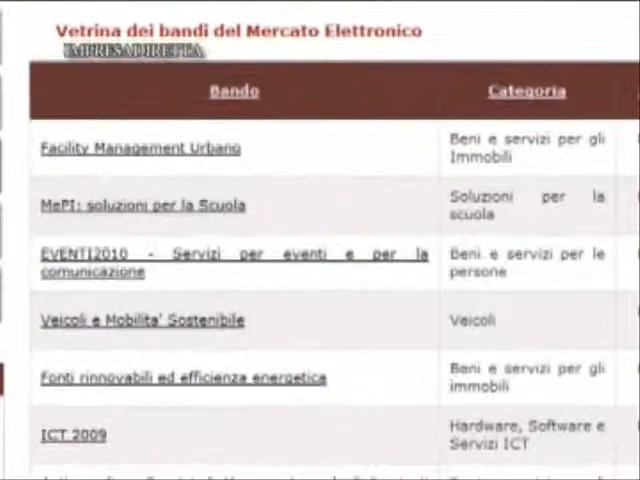 Vetrina dei bandi del Mercato Elettronico
IMPRESADIRETTA
Bando
Categoria
Facility Management Urbano
Beni e servizi per gli
Immobili
MePI: soluzioni per la Scuola
Soluzioni per la
scuola
EVENTI2010 - Servizi per eventi e per la
comunicazione
Beni e servizi per le
persone
Veicoli e Mobilita' Sostenibile
Veicoli
Fonti rinnovabili ed efficienza energetica
Beni e servizi per gli
immobili
ICT 2009
Hardware, Software e
Servizi ICT